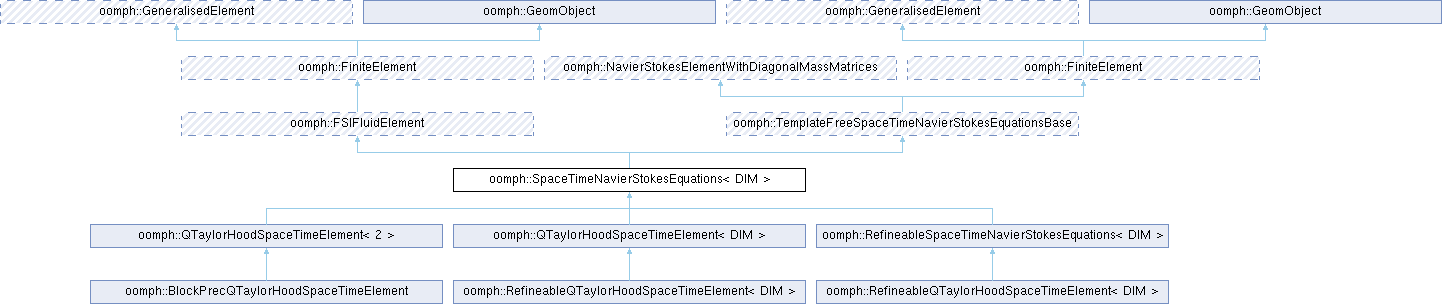 oomph::GeneralisedElement
oomph::GeomObject
oomph::GeneralisedElement
oomph::GeomObject
oomph::FiniteElement
oomph::NavierStokesElementWithDiagonalMassMatrices
oomph::FiniteElement
oomph::FSIFluidElement
oomph::TemplateFreeSpaceTimeNavierStokesEquationsBase
oomph::SpaceTimeNavierStokesEquations< DIM >
oomph::QTaylorHoodSpaceTimeElement< 2 >
oomph::QTaylorHoodSpaceTimeElement< DIM >
oomph::RefineableSpaceTimeNavierStokesEquations< DIM >
oomph::BlockPrecQTaylorHoodSpaceTimeElement
oomph::RefineableQTaylorHoodSpaceTimeElement< DIM >
oomph::RefineableQTaylorHoodSpaceTimeElement< DIM >